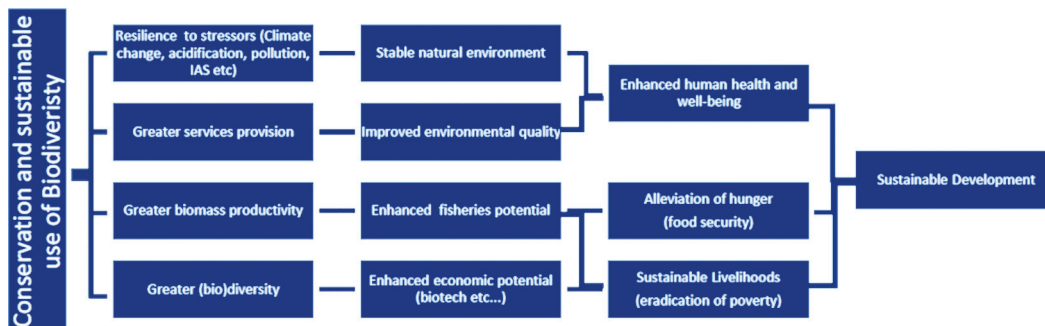 Conservation and sustainable
use of Biodiveristy
Resilience to stressors (Climate
change, acidification, pollution,
IAS etc)
Stable natural environment
Enhanced human health and
well-being
Greater services provision
Improved environmental quality
Sustainable Development
Greater biomass productivity
Enhanced fisheries potential
Alleviation of hunger
(food security)
Greater (bio)diversity
Enhanced economic potential
(biotech etc...)
Sustainable Livelihoods
(eradication of poverty)